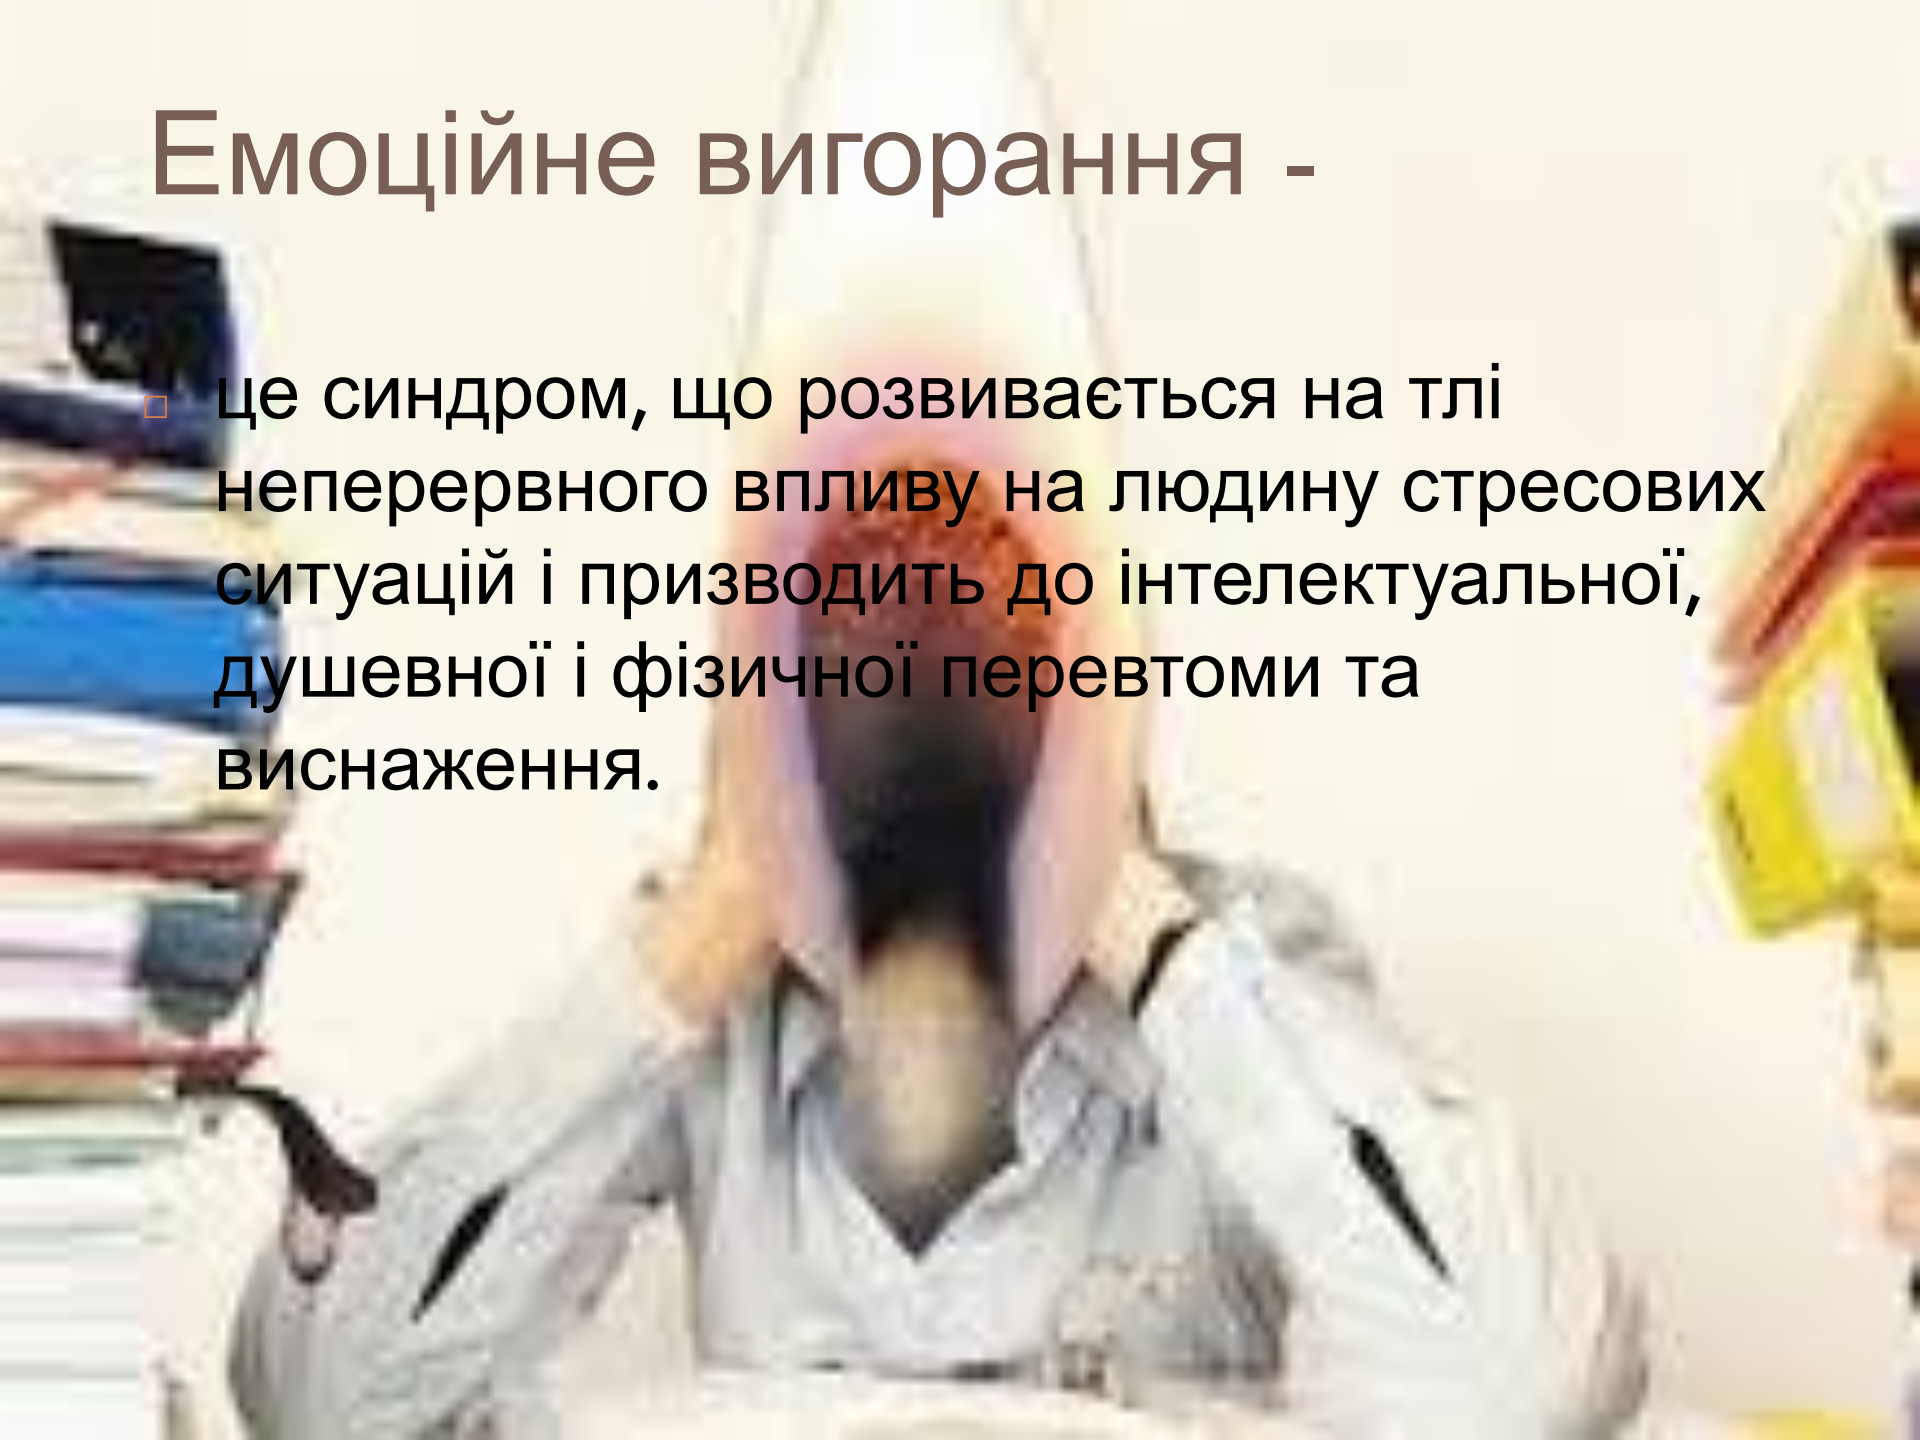 Емоційне вигорання -
це синдром, що розвивається на тлі
неперервного впливу на людину стресових
ситуацій і призводить до інтелектуальної,
душевної і фізичної перевтоми та
виснаження.